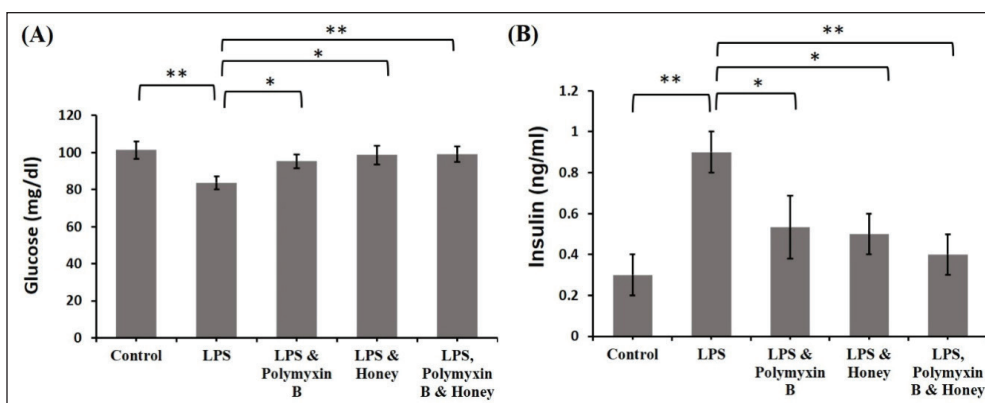 (A)
**
*
**
*
Glucose (mg/dl)
120
100
80
60
40
20
0
Control
LPS
LPS &
Polymyxin
B
LPS &
Honey
LPS,
Polymyxin
B & Honey
(B)
**
*
**
*
Insulin (ng/ml)
1.2
1
0.8
0.6
0.4
0.2
0
Control
LPS
LPS &
Polymyxin
B
LPS &
Honey
LPS,
Polymyxin
B & Honey